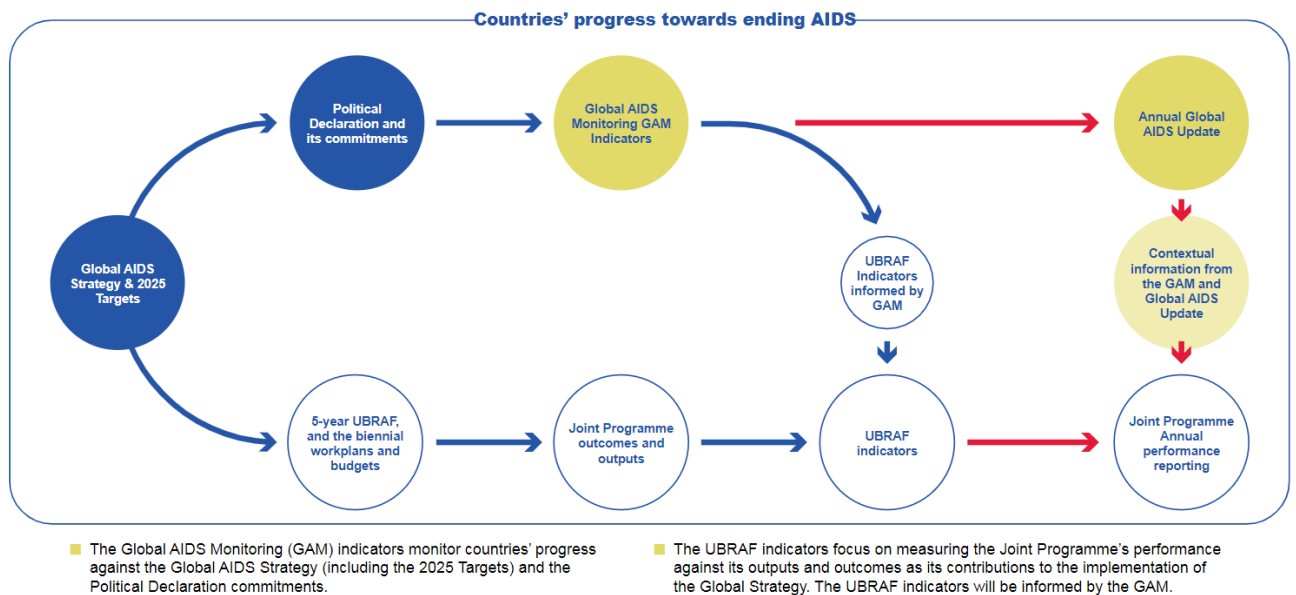 Countries’ progress towards ending AIDS
Political
Declaration and
its commitments
Global AIDS
Monitoring GAM
Indicators
Annual Global
AIDS Update
Global AIDS
Strategy & 2025
Targets
UBRAF
Indicators
informed by
GAM
Contextual
information from
the GAM and
Global AIDS
Update
5-year UBRAF,
and the biennial
workplans and
budgets
Joint Programme
outcomes and
outputs
UBRAF
indicators
Joint Programme
Annual
performance
reporting
The Global AIDS Monitoring (GAM) indicators monitor countries’ progress
against the Global AIDS Strategy (including the 2025 Targets) and the
Political Declaration commitments.
The UBRAF indicators focus on measuring the Joint Programme’s performance
against its outputs and outcomes as its contributions to the implementation of
the Global Strategy. The UBRAF indicators will be informed by the GAM.